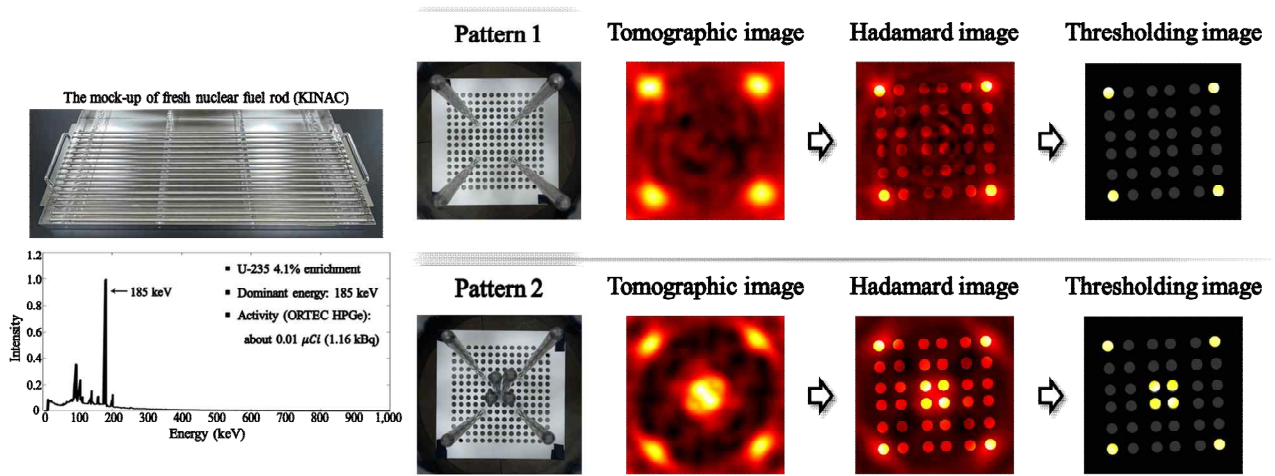 The mock-up of fresh nuclear fuel rod (KINAC)
1.2
1.0
0.8
0.6
0.4
0.2
0
Intensity
0 100 200 300 400 500 600 700 800 900 1,000
Energy (keV)
185 keV
▪ U-235 4.1% enrichment
▪ Dominant energy: 185 keV
▪ Activity (ORTEC HPGe):
about 0.01 μCi (1.16 kBq)
Pattern 1
Tomographic image
Hadamard image
Thresholding image
Pattern 2
Tomographic image
Hadamard image
Thresholding image